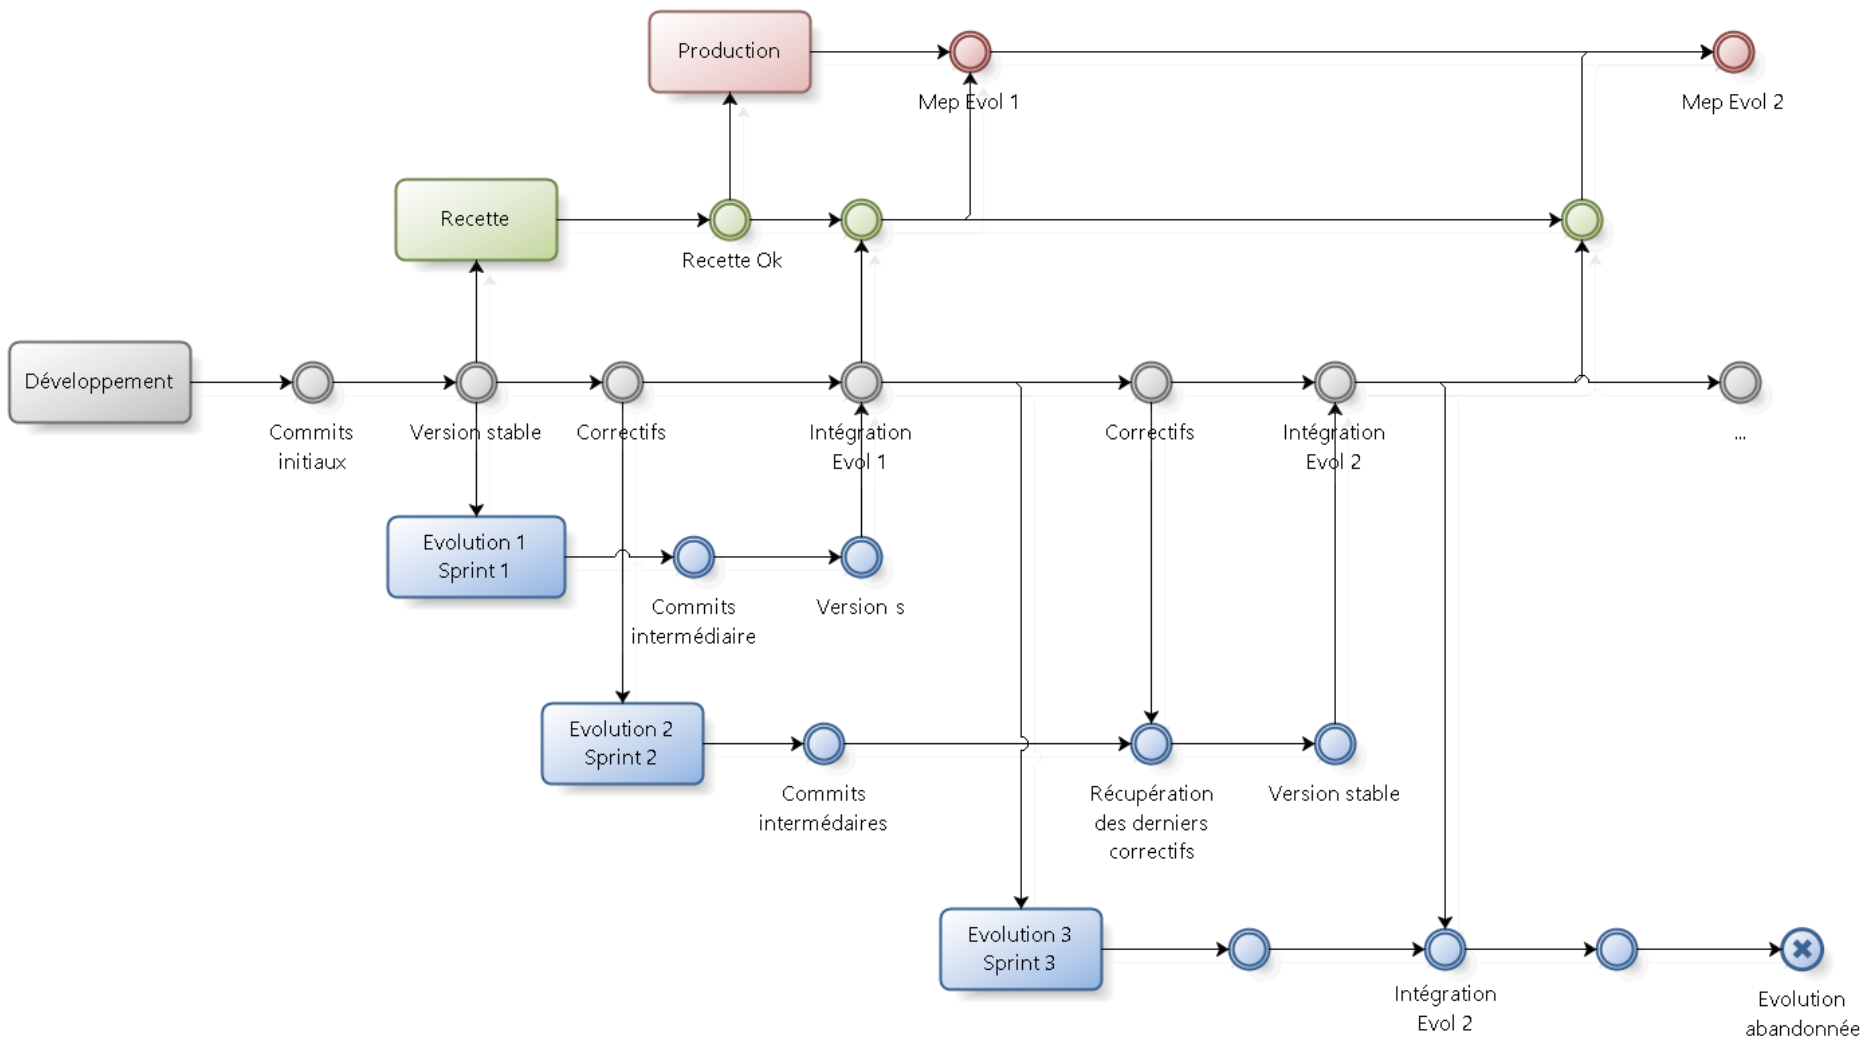 Production
Mep Evol 1
Mep Evol 2
Recette
Recette Ok
Développement
Commits
initiaux
Version stable
Correctifs
Intégration
Evol 1
Correctifs
Intégration
Evol 2
...
Evolution 1
Sprint 1
Commits
intermédiaire
Version s
Evolution 2
Sprint 2
Commits
intermédaires
Récupération
des derniers
correctifs
Version stable
Evolution 3
Sprint 3
Intégration
Evol 2
Evolution
abandonnée